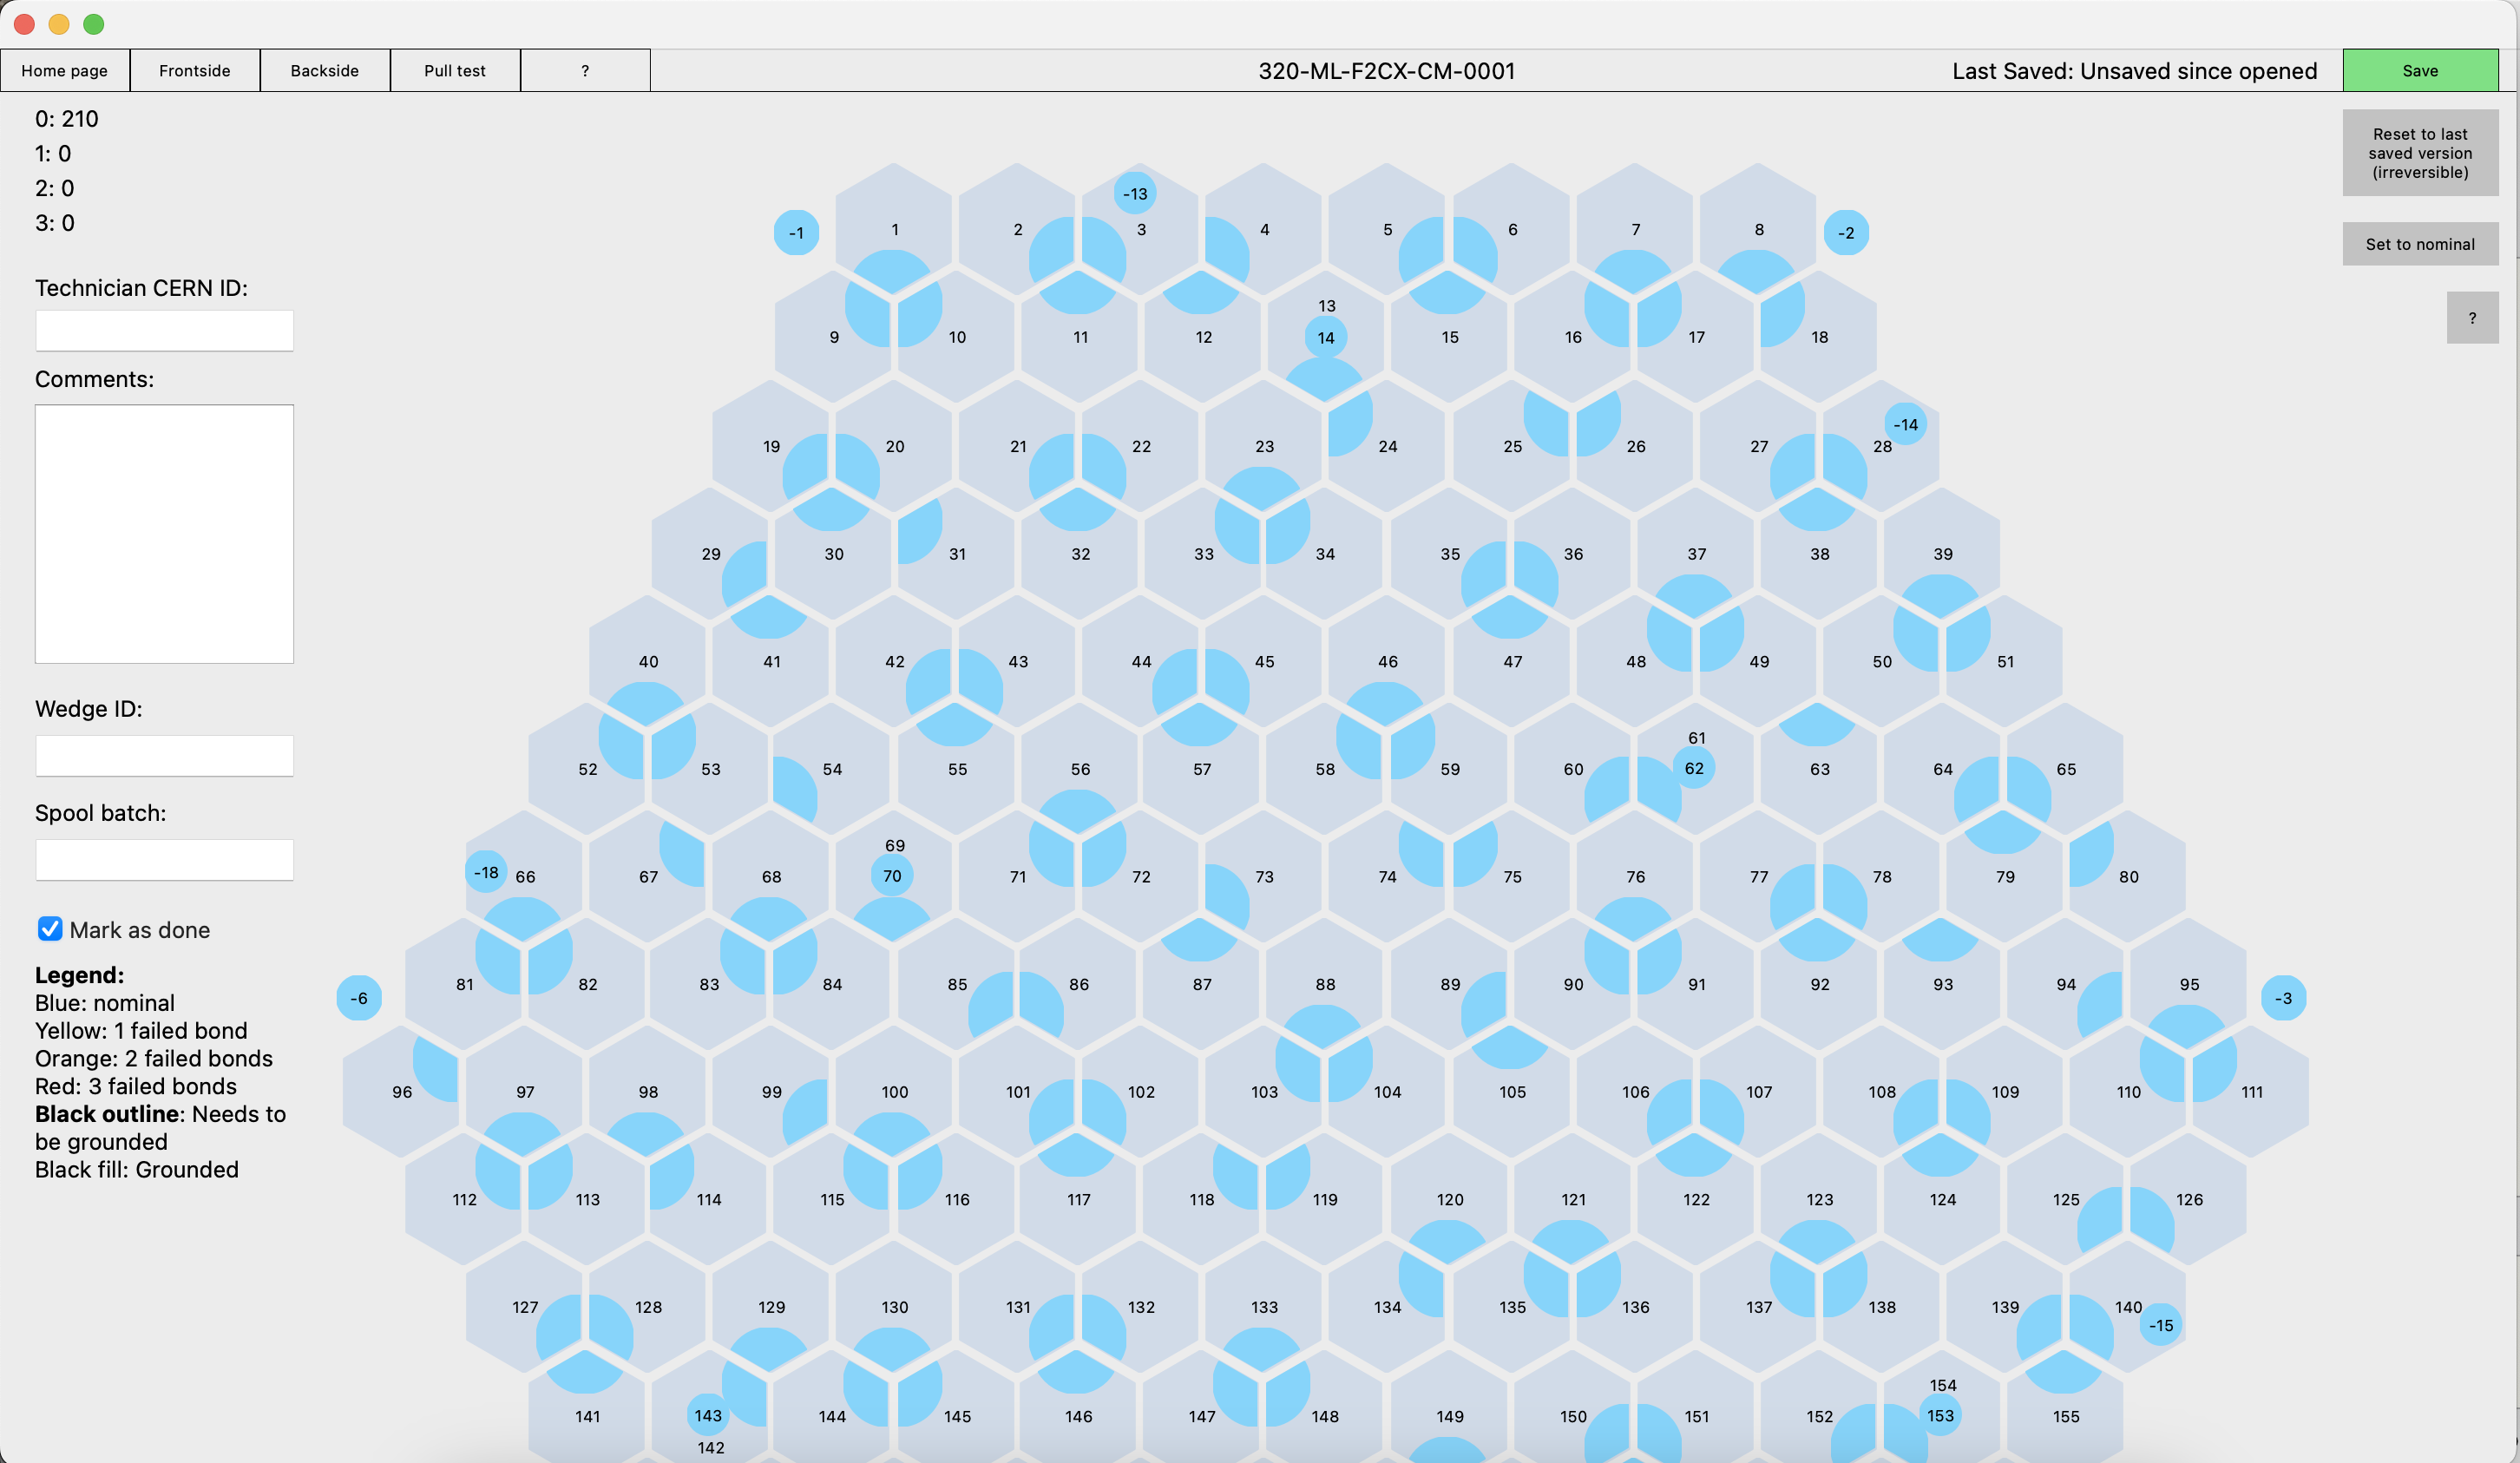 Home page
Frontside
Backside
Pull test
?
320-ML-F2CX-CM-0001
Last Saved: Unsaved since opened
Save
0: 210
1: 0
2: 0
3: 0
Technician CERN ID:
Comments:
Wedge ID:
Spool batch:
Mark as done
Legend:
Blue: nominal
Yellow: 1 failed bond
Orange: 2 failed bonds
Red: 3 failed bonds
Black outline: Needs to
be grounded
Black fill: Grounded
Reset to last
saved version
(irreversible)
Set to nominal
?
-13
-1 1 2 3 4 5 6 7 8 -2
13
9 10 11 12 14 15 16 17 18
-14
19 20 21 22 23 24 25 26 27 28
29 30 31 32 33 34 35 36 37 38 39
40 41 42 43 44 45 46 47 48 49 50 51
61
52 53 54 55 56 57 58 59 60 62 63 64 65
69
-18 66 67 68 70 71 72 73 74 75 76 77 78 79 80
81 82 83 84 85 86 87 88 89 90 91 92 93 94 95
-6 -3
96 97 98 99 100 101 102 103 104 105 106 107 108 109 110 111
112 113 114 115 116 117 118 119 120 121 122 123 124 125 126
127 128 129 130 131 132 133 134 135 136 137 138 139 140
-15
154
141 143 144 145 146 147 148 149 150 151 152 153 155
142